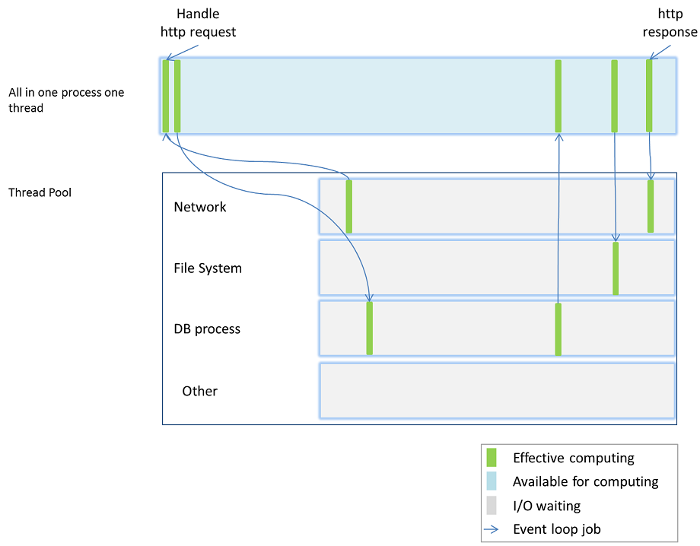 Handle
http request
http
response
All in one process one
thread
Thread Pool
Network
File System
DB process
Other
Effective computing
Available for computing
I/O waiting
Event loop job